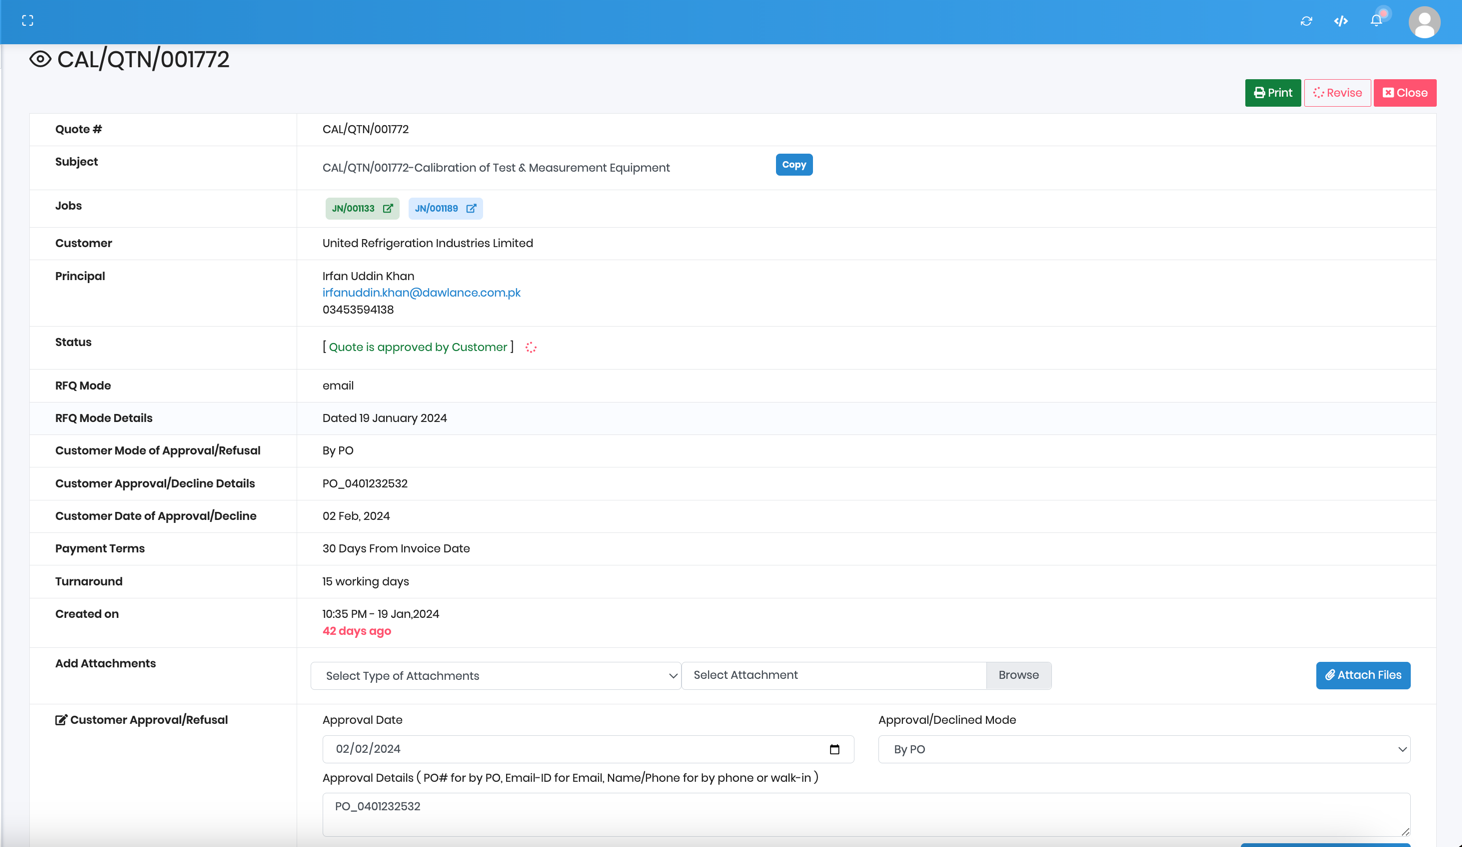 CAL/QTN/001772
Print Revise Close
Quote # CAL/QTN/001772
Subject CAL/QTN/001772-Calibration of Test & Measurement Equipment Copy
Jobs JN/001133 JN/001189
Customer United Refrigeration Industries Limited
Principal Irfan Uddin Khan
irfanuddin.khan@dawlance.com.pk
03453594138
Status [ Quote is approved by Customer ]
RFQ Mode email
RFQ Mode Details Dated 19 January 2024
Customer Mode of Approval/Refusal By PO
Customer Approval/Decline Details PO_0401232532
Customer Date of Approval/Decline 02 Feb, 2024
Payment Terms 30 Days From Invoice Date
Turnaround 15 working days
Created on 10:35 PM - 19 Jan,2024
42 days ago
Add Attachments Select Type of Attachments Select Attachment Browse Attach Files
Customer Approval/Refusal Approval Date Approval/Declined Mode
02/02/2024 By PO
Approval Details ( PO# for by PO, Email-ID for Email, Name/Phone for by phone or walk-in )
PO_0401232532